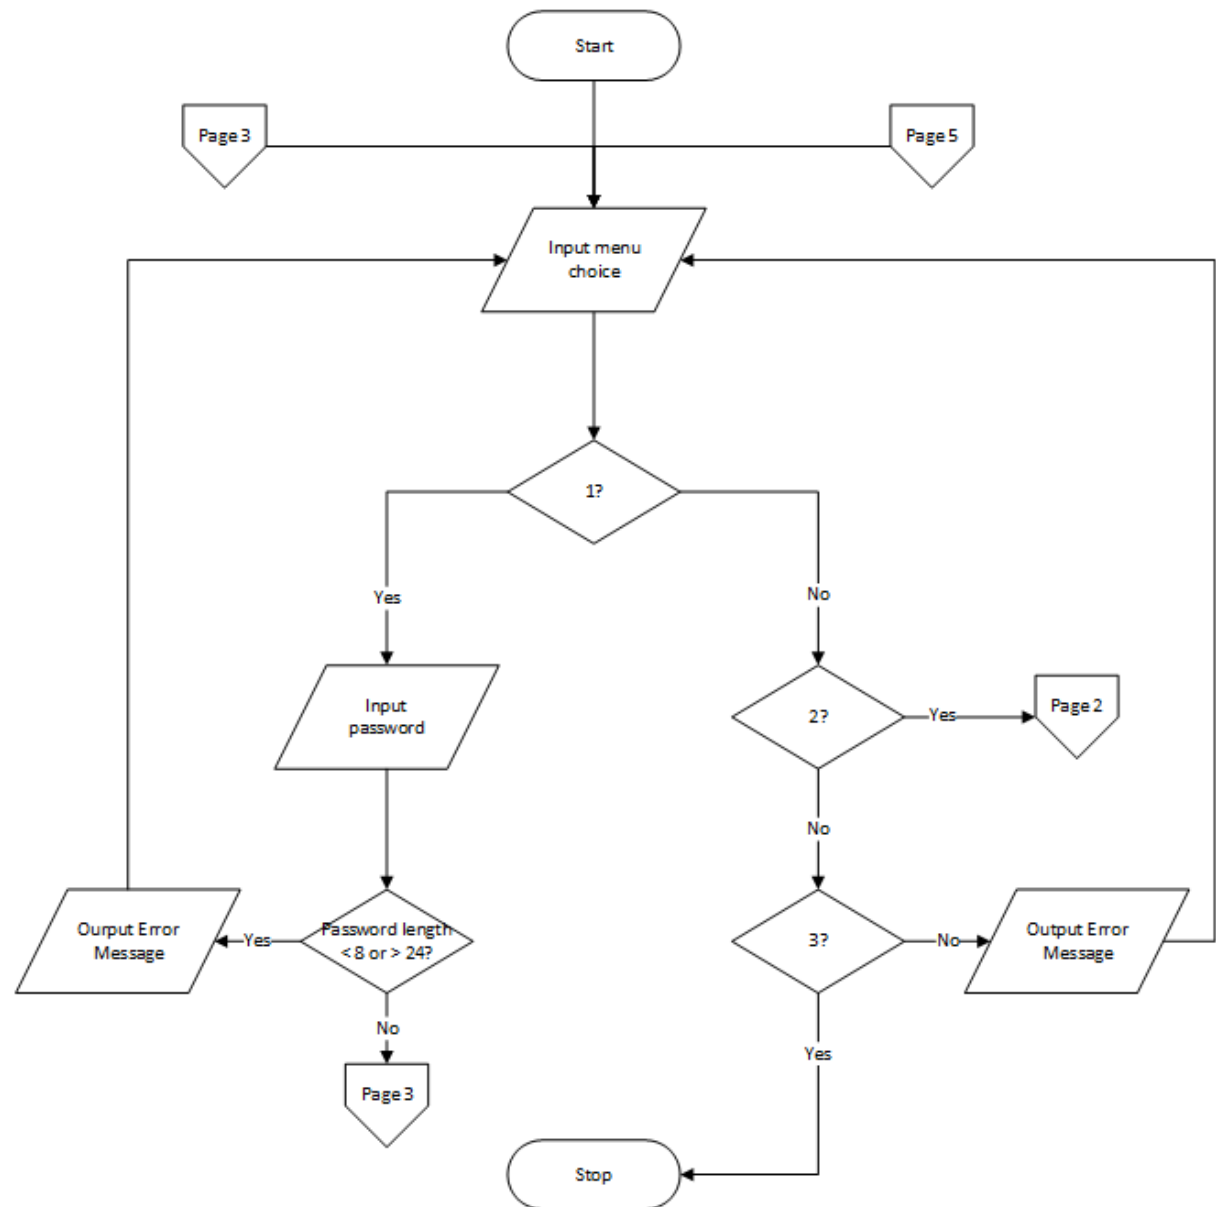 Start
Page 3
Page 5
Input menu
choice
1?
Yes
No
Input
password
2?
Yes
Page 2
No
Ourput Error
Message
Yes
Password length
< 8 or > 24?
3?
No
Output Error
Message
No
Yes
Page 3
Stop